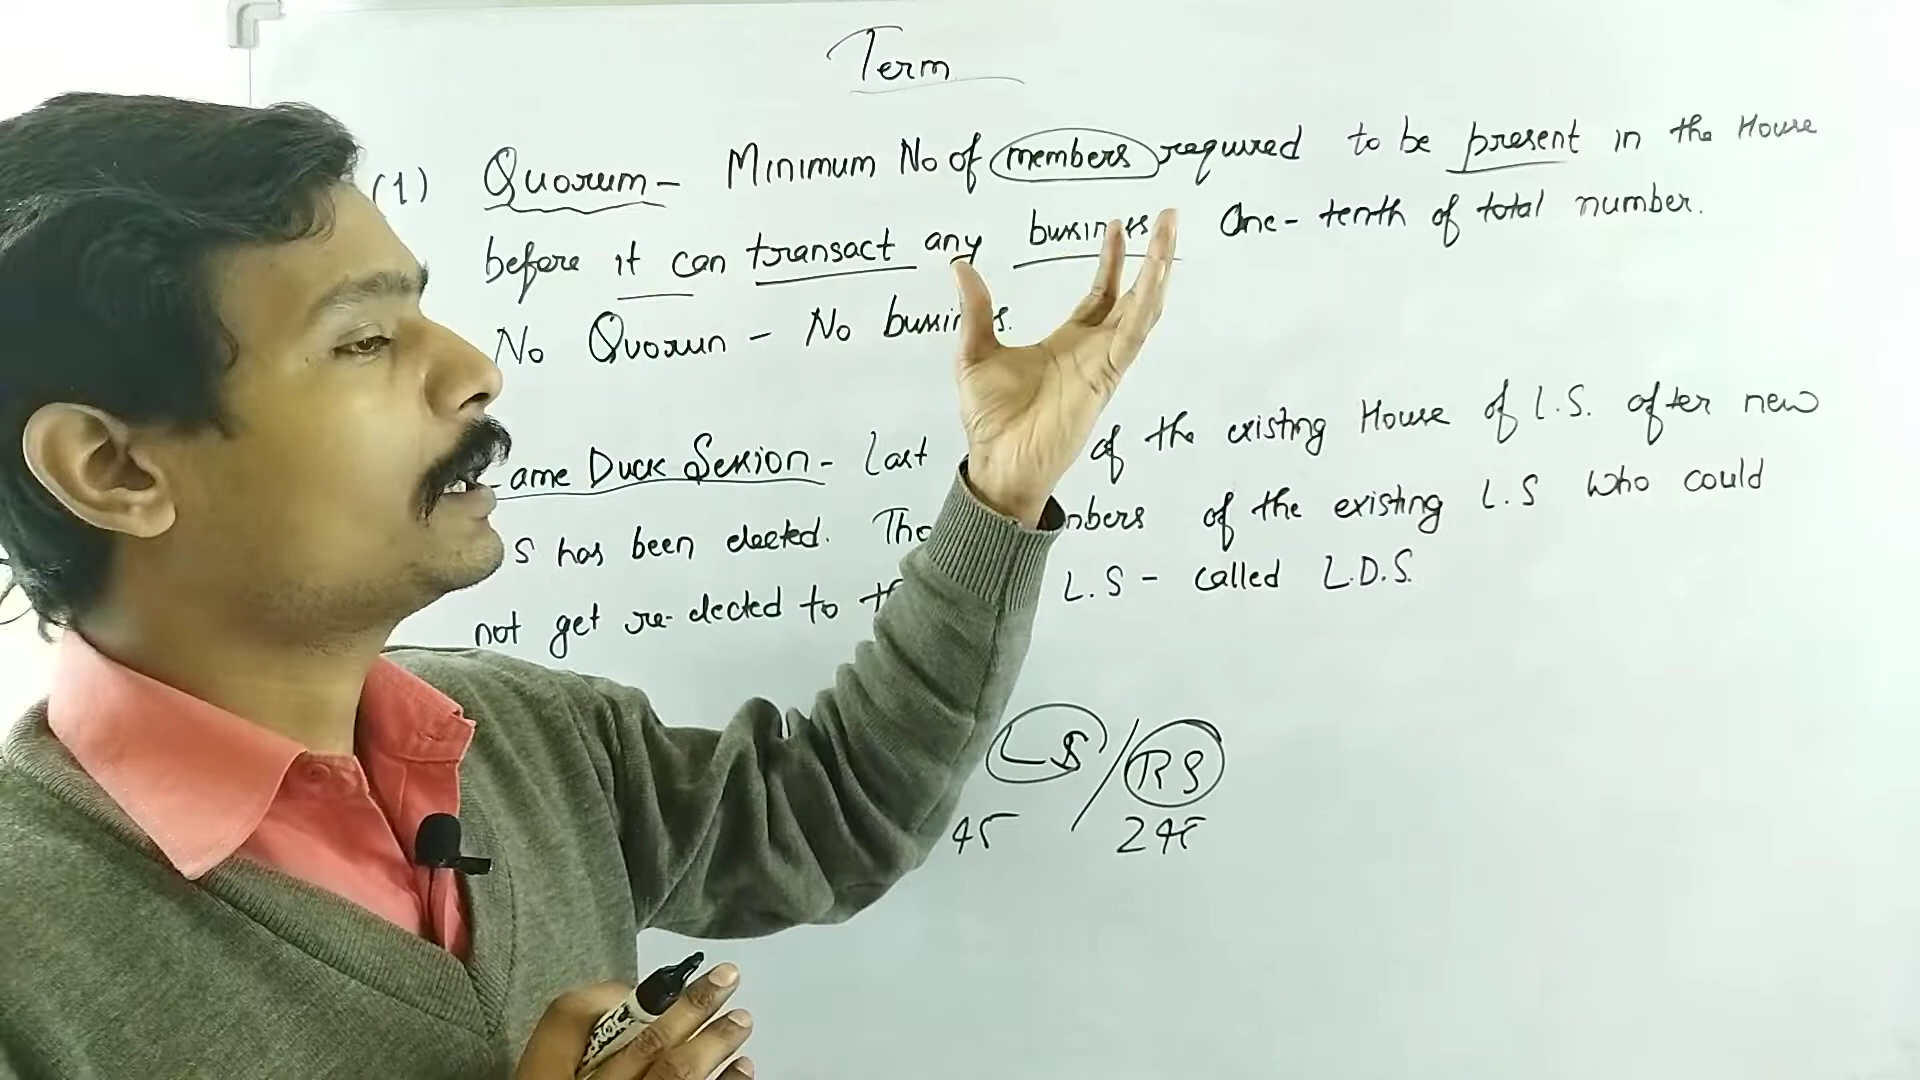 Term
(1) Quorum - Minimum No of members required to be present in the House
before it can transact any business One-tenth of total number.
No Quorum - No business.
ame Duck Session - Last of the existing House of L.S. after new
S has been elected. of the existing L.S who could
not get re-elected to L.S - called L.D.S.
LS / RS
45 245